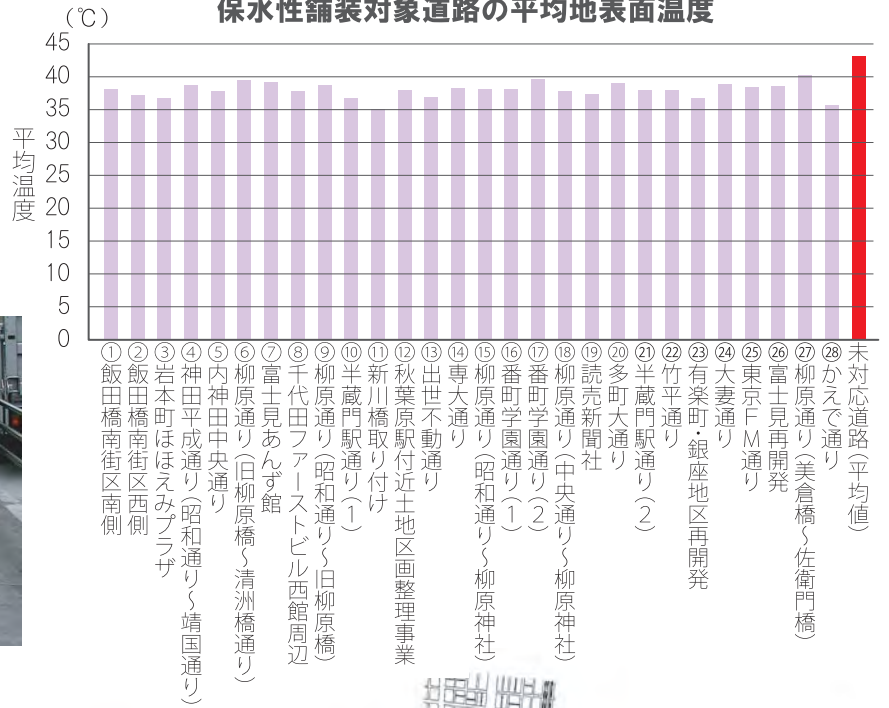 保水性舗装対象道路の平均地表面温度
(℃)
平均温度
45
40
35
30
25
20
15
10
5
0
①飯田橋南街区南側
②飯田橋南街区西側
③岩本町ほほえみプラザ
④神田平成通り(昭和通り～靖国通り)
⑤内神田中央通り
⑥柳原通り(旧柳原橋～清洲橋通り)
⑦富士見あんず館
⑧千代田ファーストビル西館周辺
⑨柳原通り(昭和通り～旧柳原橋)
⑩半蔵門駅通り(1)
⑪新川橋取り付け
⑫秋葉原駅付近土地区画整理事業
⑬出世不動通り
⑭専大通り
⑮柳原通り(昭和通り～柳原神社)
⑯番町学園通り(1)
⑰番町学園通り(2)
⑱柳原通り(中央通り～柳原神社)
⑲読売新聞社
⑳多町大通り
㉑半蔵門駅通り(2)
㉒竹平通り
㉓有楽町・銀座地区再開発
㉔大妻通り
㉕東京FM通り
㉖富士見再開発
㉗柳原通り(美倉橋～佐衛門橋)
㉘かえで通り
未対応道路(平均値)